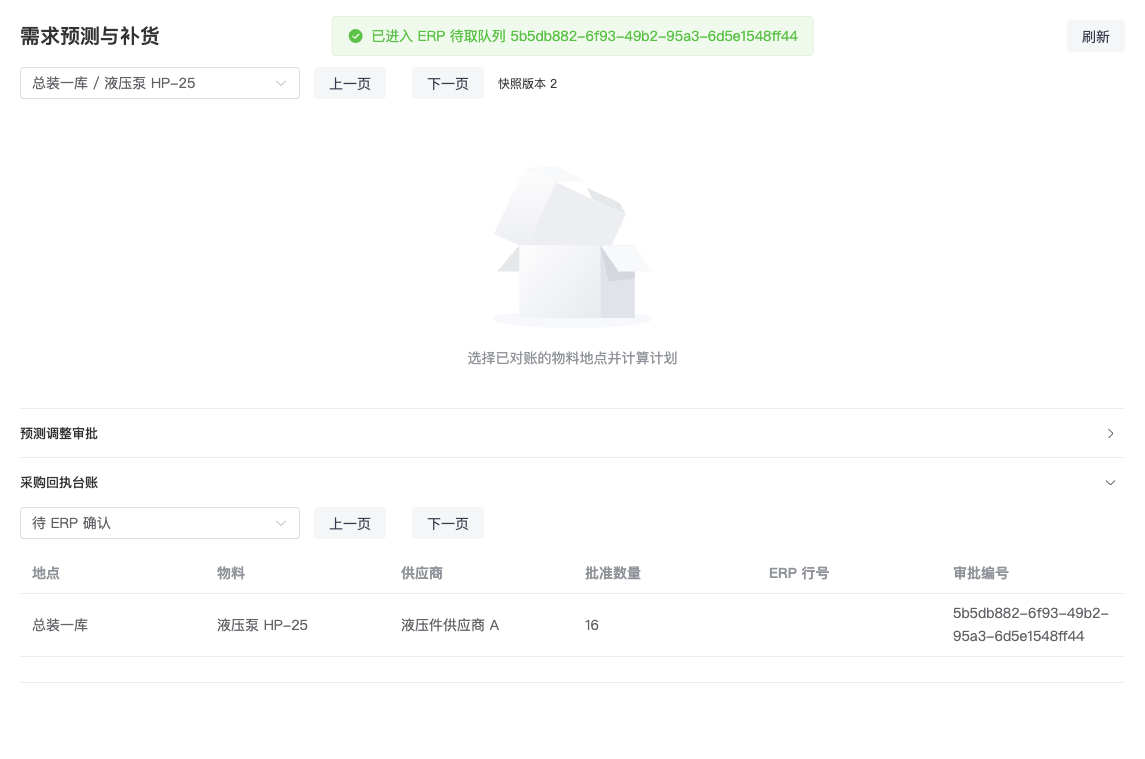 需求预测与补货
已进入 ERP 待取队列 5b5db882-6f93-49b2-95a3-6d5e1548ff44
刷新
总装一库 / 液压泵 HP-25
上一页
下一页
快照版本 2
选择已对账的物料地点并计算计划
预测调整审批
采购回执台账
待 ERP 确认
上一页
下一页
地点
物料
供应商
批准数量
ERP 行号
审批编号
总装一库
液压泵 HP-25
液压件供应商 A
16
5b5db882-6f93-49b2-
95a3-6d5e1548ff44